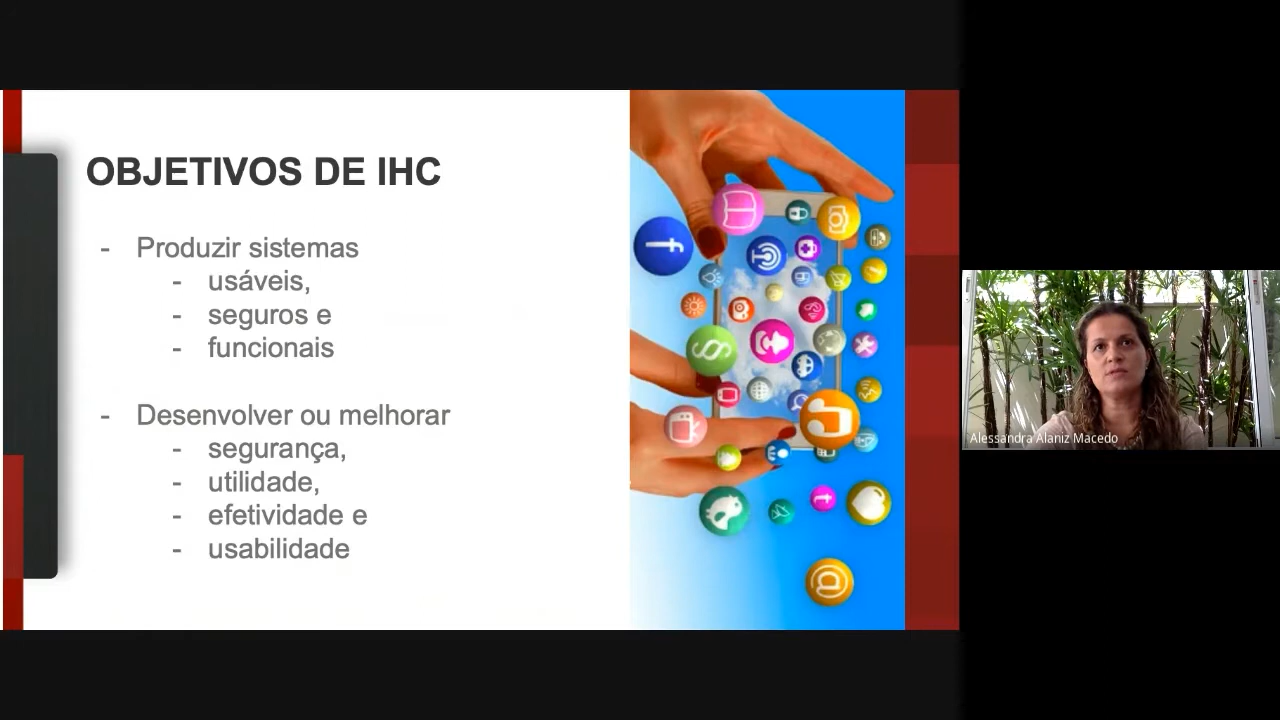 OBJETIVOS DE IHC
- Produzir sistemas
- usáveis,
- seguros e
- funcionais
- Desenvolver ou melhorar
- segurança,
- utilidade,
- efetividade e
- usabilidade
Alessandra Alaniz Macedo